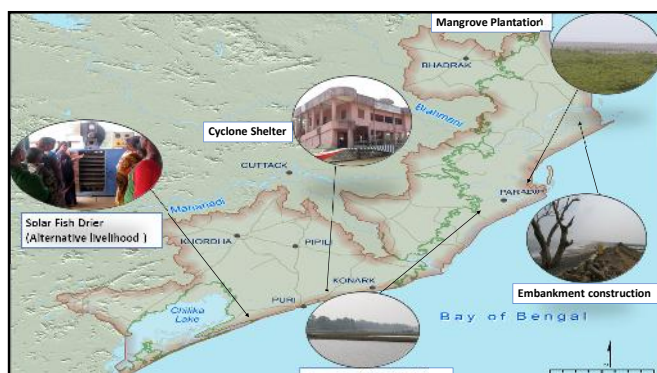 Mangrove Plantation
BHADRAK
Brahmani
Cyclone Shelter
CUTTACK
PARADIP
Mahanadi
Solar Fish Drier
(Alternative livelihood )
KHORDHA
PIPILI
KONARK
Embankment construction
PURI
Chilika
Lake
Bay of Bengal